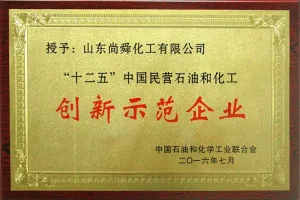 授予：山东尚舜化工有限公司
“十二五”中国民营石油和化工
创新示范企业
中国石油和化学工业联合会
二〇一六年七月